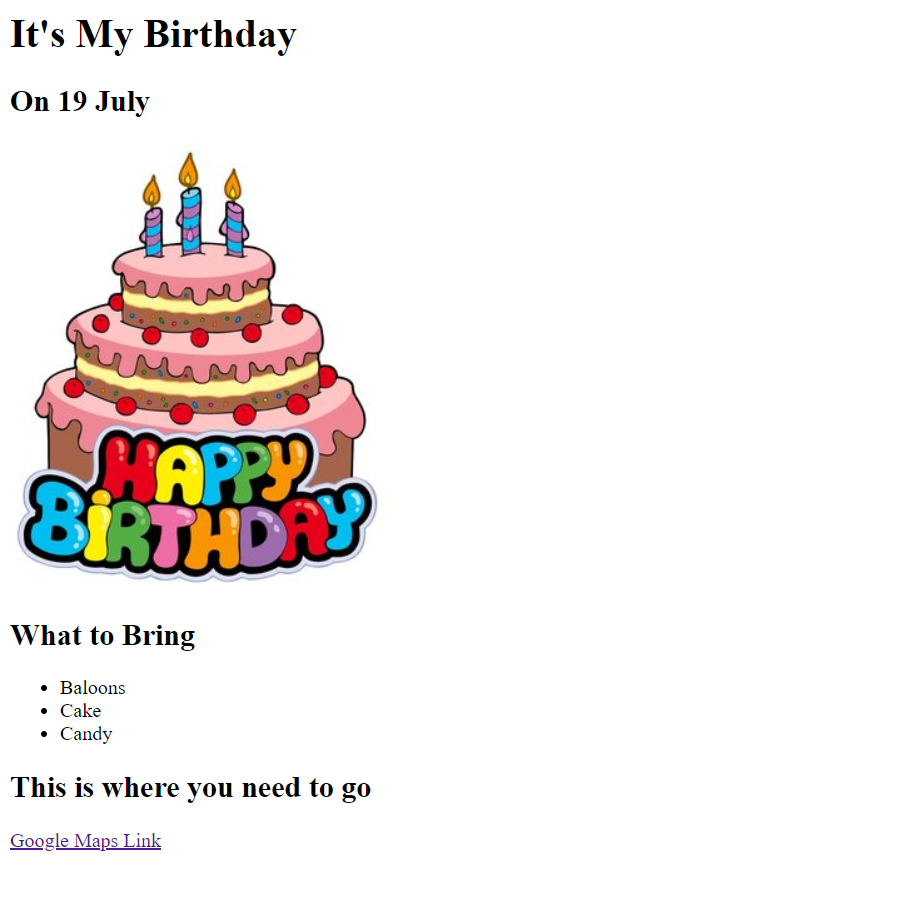 It's My Birthday
On 19 July
HAPPY
BiRTHDAY
What to Bring
Baloons
Cake
Candy
This is where you need to go
Google Maps Link